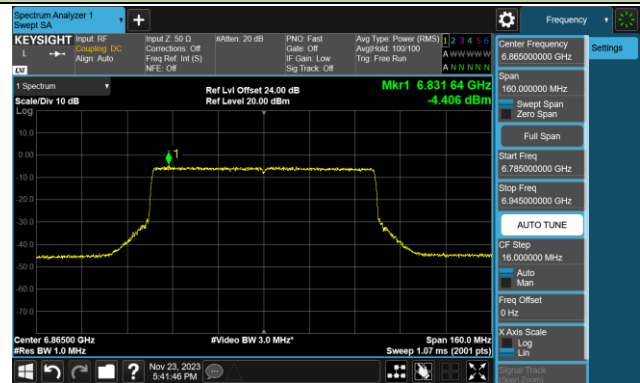 Spectrum Analyzer 1
Swept SA
+
Frequency
KEYSIGHT
Input: RF
Coupling: DC
Align: Auto
Input Z: 50 Ω
Corrections: Off
Freq Ref: Int (S)
NFE: Off
#Atten: 20 dB
PNO: Fast
Gate: Off
IF Gain: Low
Sig Track: Off
Avg Type: Power (RMS)
Avg|Hold: 100/100
Trig: Free Run
1 2 3 4 5 6
A W W W W W
A N N N N N
L
LXI
1 Spectrum
Scale/Div 10 dB
Log
Ref Lvl Offset 24.00 dB
Ref Level 20.00 dBm
Mkr1 6.831 64 GHz
-4.406 dBm
1
10.0
0.00
-10.0
-20.0
-30.0
-40.0
-50.0
-60.0
-70.0
Center 6.86500 GHz
#Res BW 1.0 MHz
#Video BW 3.0 MHz*
Span 160.0 MHz
Sweep 1.07 ms (2001 pts)
Center Frequency
6.865000000 GHz
Settings
Span
160.000000 MHz
Swept Span
Zero Span
Full Span
Start Freq
6.785000000 GHz
Stop Freq
6.945000000 GHz
AUTO TUNE
CF Step
16.000000 MHz
Auto
Man
Freq Offset
0 Hz
X Axis Scale
Log
Lin
Signal Track
(Span Zoom)
?
Nov 23, 2023
5:41:46 PM